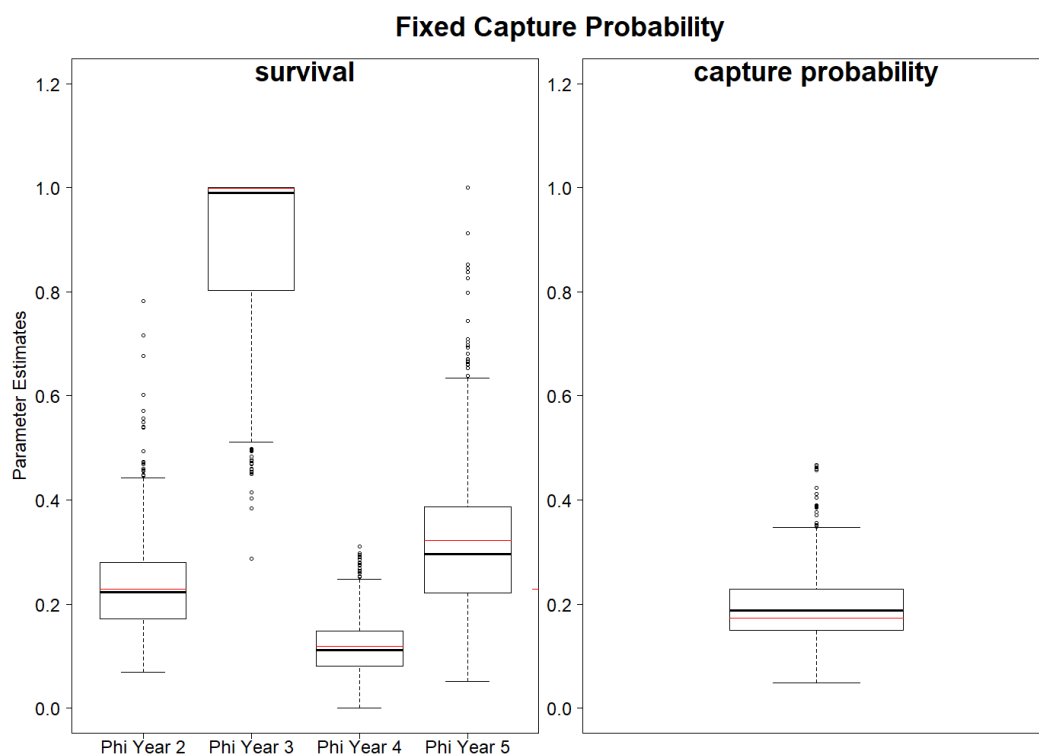 Fixed Capture Probability
survival
capture probability
Parameter Estimates
1.2
1.0
0.8
0.6
0.4
0.2
0.0
Phi Year 2 Phi Year 3 Phi Year 4 Phi Year 5
1.2
1.0
0.8
0.6
0.4
0.2
0.0